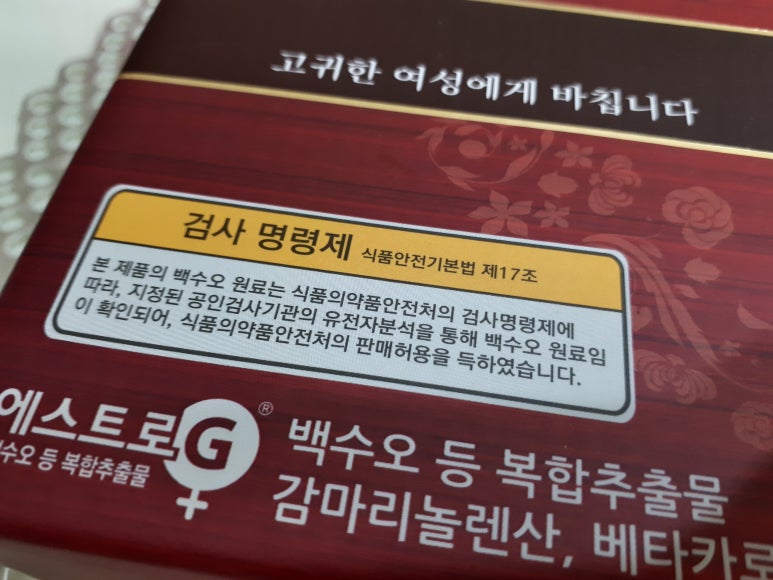 고귀한 여성에게 바칩니다
검사 명령제 식품안전기본법 제17조
본 제품의 백수오 원료는 식품의약품안전처의 검사명령제에
따라, 지정된 공인검사기관의 유전자분석을 통해 백수오 원료임
이 확인되어, 식품의약품안전처의 판매허용을 득하였습니다.
에스트로G®
수오 등 복합추출물
백수오 등 복합추출물
감마리놀렌산, 베타카로